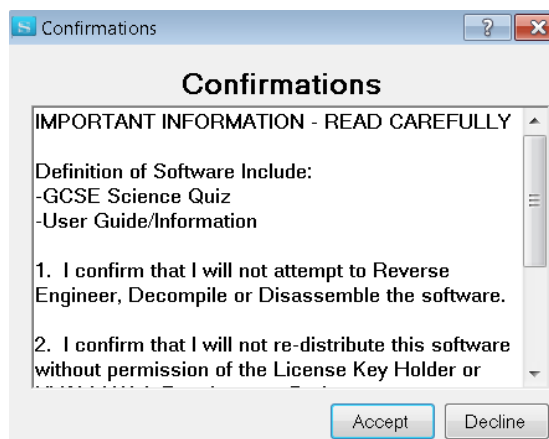 S Confirmations
Confirmations
IMPORTANT INFORMATION - READ CAREFULLY
Definition of Software Include:
-GCSE Science Quiz
-User Guide/Information
1. I confirm that I will not attempt to Reverse
Engineer, Decompile or Disassemble the software.
2. I confirm that I will not re-distribute this software
without permission of the License Key Holder or
Accept Decline